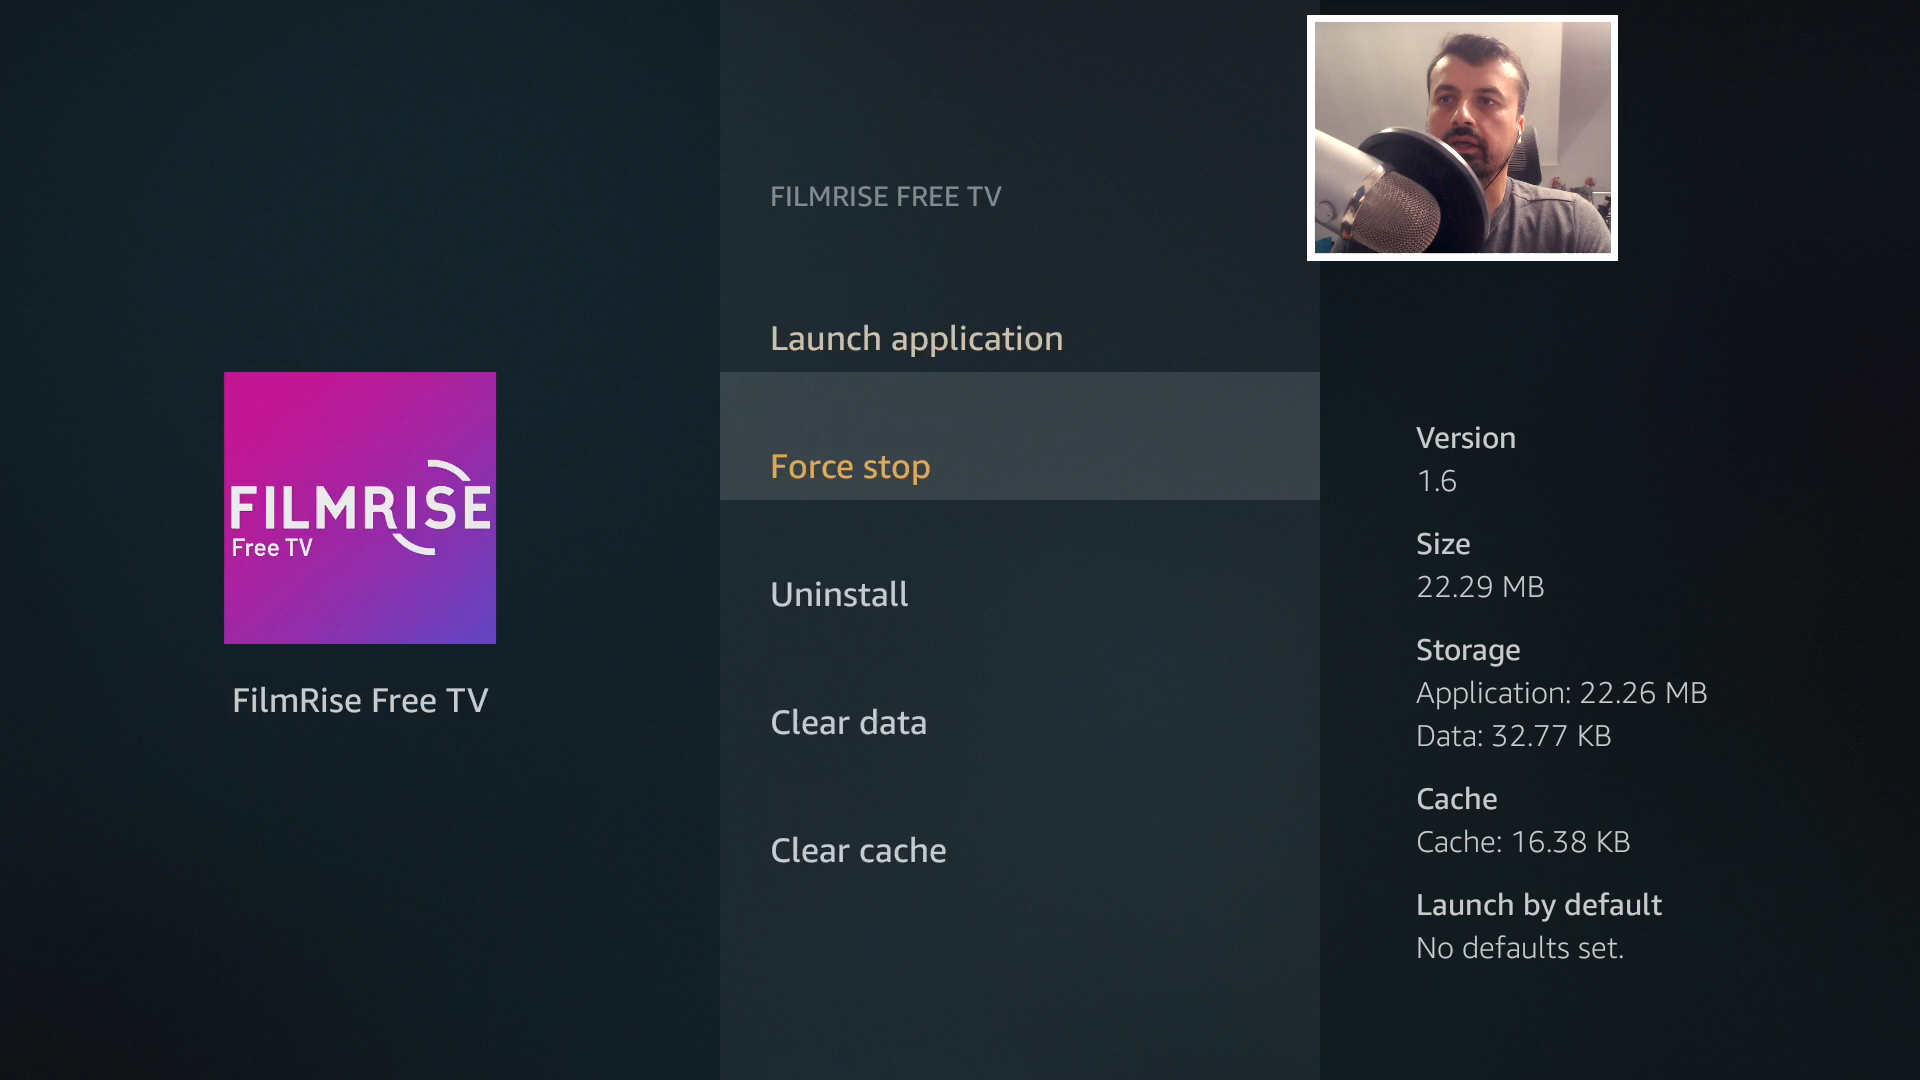 FILMRISE
Free TV
FilmRise Free TV
FILMRISE FREE TV
Launch application
Force stop
Uninstall
Clear data
Clear cache
Version
1.6
Size
22.29 MB
Storage
Application: 22.26 MB
Data: 32.77 KB
Cache
Cache: 16.38 KB
Launch by default
No defaults set.